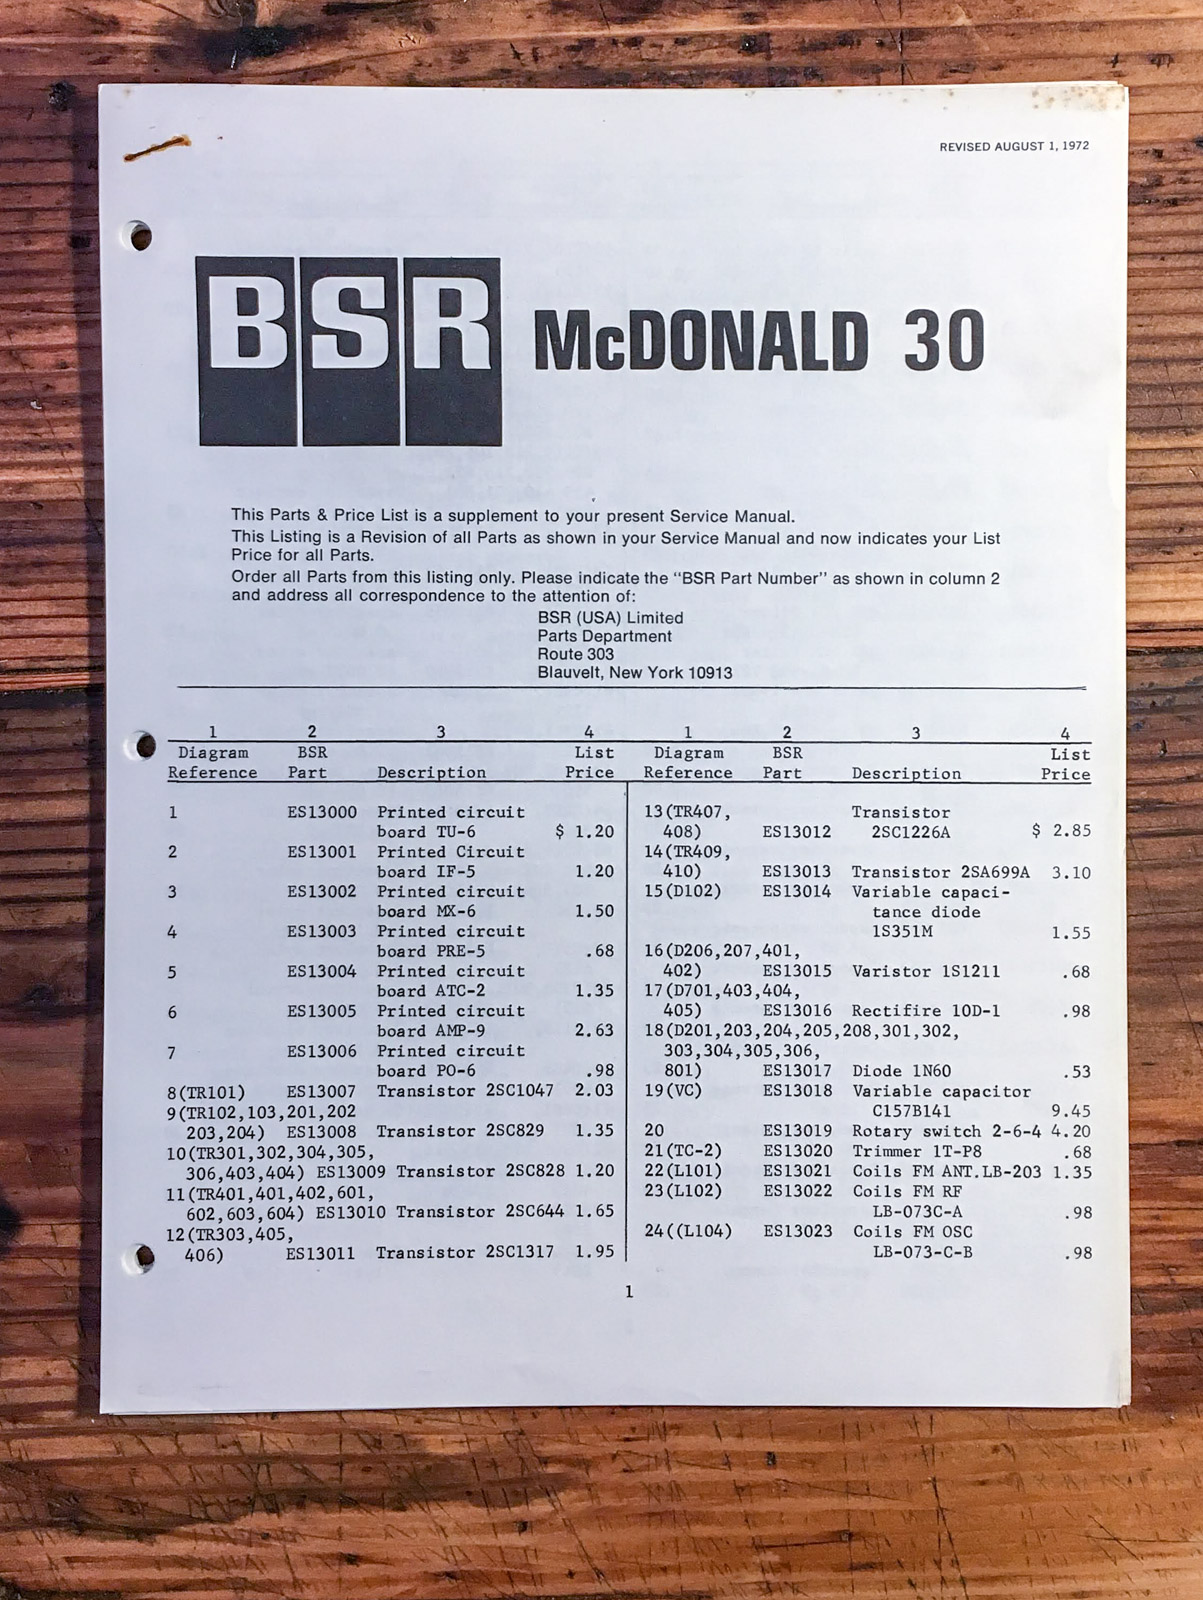 REVISED AUGUST 1, 1972
BSR McDONALD 30
This Parts & Price List is a supplement to your present Service Manual.
This Listing is a Revision of all Parts as shown in your Service Manual and now indicates your List
Price for all Parts.
Order all Parts from this listing only. Please indicate the "BSR Part Number" as shown in column 2
and address all correspondence to the attention of:
BSR (USA) Limited
Parts Department
Route 303
Blauvelt, New York 10913
1 2 3 4
Diagram BSR List
Reference Part Description Price
1 ES13000 Printed circuit
board TU-6 $ 1.20
2 ES13001 Printed Circuit
board IF-5 1.20
3 ES13002 Printed circuit
board MX-6 1.50
4 ES13003 Printed circuit
board PRE-5 .68
5 ES13004 Printed circuit
board ATC-2 1.35
6 ES13005 Printed circuit
board AMP-9 2.63
7 ES13006 Printed circuit
board PO-6 .98
8(TR101) ES13007 Transistor 2SC1047 2.03
9(TR102,103,201,202
203,204) ES13008 Transistor 2SC829 1.35
10(TR301,302,304,305,
306,403,404) ES13009 Transistor 2SC828 1.20
11(TR401,401,402,601,
602,603,604) ES13010 Transistor 2SC644 1.65
12(TR303,405,
406) ES13011 Transistor 2SC1317 1.95
1 2 3 4
Diagram BSR List
Reference Part Description Price
13(TR407, Transistor
408) ES13012 2SC1226A $ 2.85
14(TR409,
410) ES13013 Transistor 2SA699A 3.10
15(D102) ES13014 Variable capaci-
tance diode
1S351M 1.55
16(D206,207,401,
402) ES13015 Varistor 1S1211 .68
17(D701,403,404,
405) ES13016 Rectifire 10D-1 .98
18(D201,203,204,205,208,301,302,
303,304,305,306,
801) ES13017 Diode 1N60 .53
19(VC) ES13018 Variable capacitor
C157B141 9.45
20 ES13019 Rotary switch 2-6-4 4.20
21(TC-2) ES13020 Trimmer 1T-P8 .68
22(L101) ES13021 Coils FM ANT.LB-203 1.35
23(L102) ES13022 Coils FM RF
LB-073C-A .98
24((L104) ES13023 Coils FM OSC
LB-073-C-B .98
1